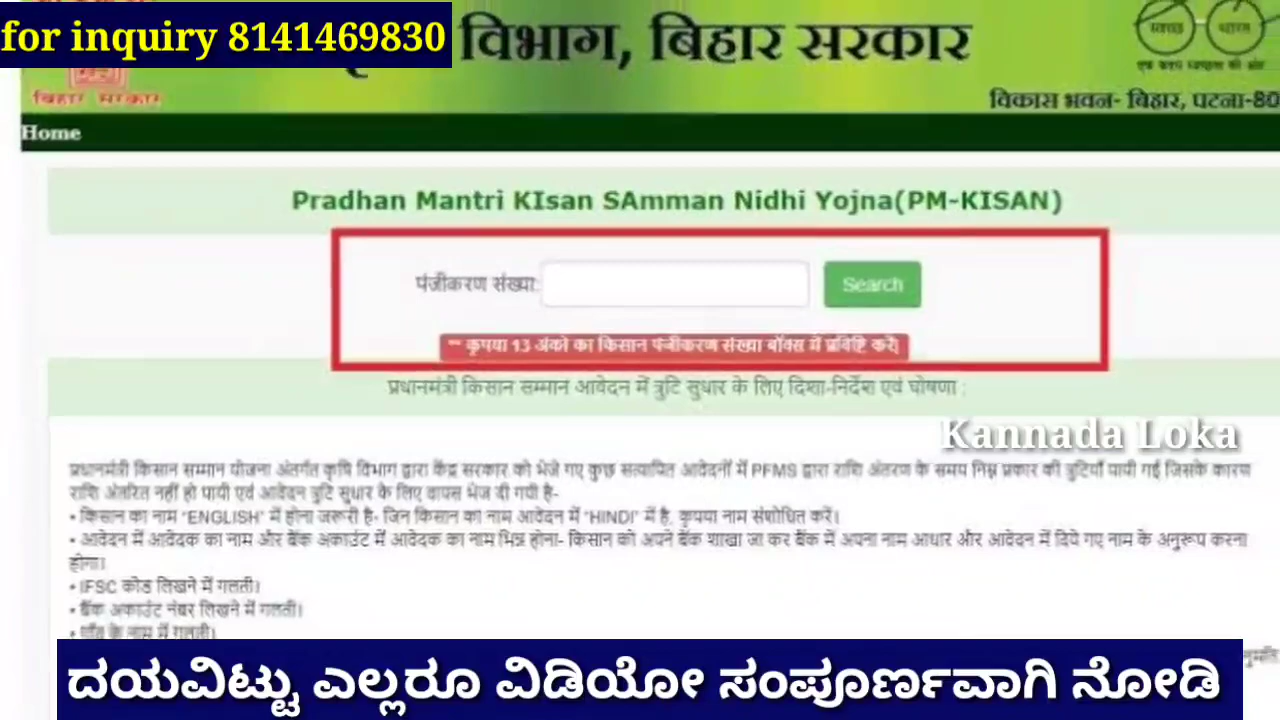 for inquiry 8141469830
विभाग, बिहार सरकार
बिहार सरकार
विकास भवन- बिहार, पटना-80
Home
Pradhan Mantri KIsan SAmman Nidhi Yojna(PM-KISAN)
पंजीकरण संख्या:
Search
** कृपया 13 अंको का किसान पंजीकरण संख्या बॉक्स में प्रविष्टि करें|
प्रधानमंत्री किसान सम्मान आवेदन में त्रुटि सुधार के लिए दिशा-निर्देश एवं घोषणा :
Kannada Loka
प्रधानमंत्री किसान सम्मान योजना अंतर्गत कृषि विभाग द्वारा केंद्र सरकार को भेजे गए कुछ सत्यापित आवेदनों में PFMS द्वारा राशि अंतरण के समय निम्न प्रकार की त्रुटियाँ पायी गई जिसके कारण
राशि अंतरित नहीं हो पायी एवं आवेदन त्रुटि सुधार के लिए वापस भेज दी गयी है-
• किसान का नाम "ENGLISH" में होना जरूरी है- जिन किसान का नाम आवेदन में "HINDI" में है, कृपया नाम संशोधित करें।
• आवेदन में आवेदक का नाम और बैंक अकाउंट में आवेदक का नाम भिन्न होना- किसान को अपने बैंक शाखा जा कर बैंक में अपना नाम आधार और आवेदन में दिये गए नाम के अनुरूप करना
होगा।
• IFSC कोड लिखने में गलती।
• बैंक अकाउंट नंबर लिखने में गलती।
• गाँव के नाम में गलती।
ದಯವಿಟ್ಟು ಎಲ್ಲರೂ ವಿಡಿಯೋ ಸಂಪೂರ್ಣವಾಗಿ ನೋಡಿ